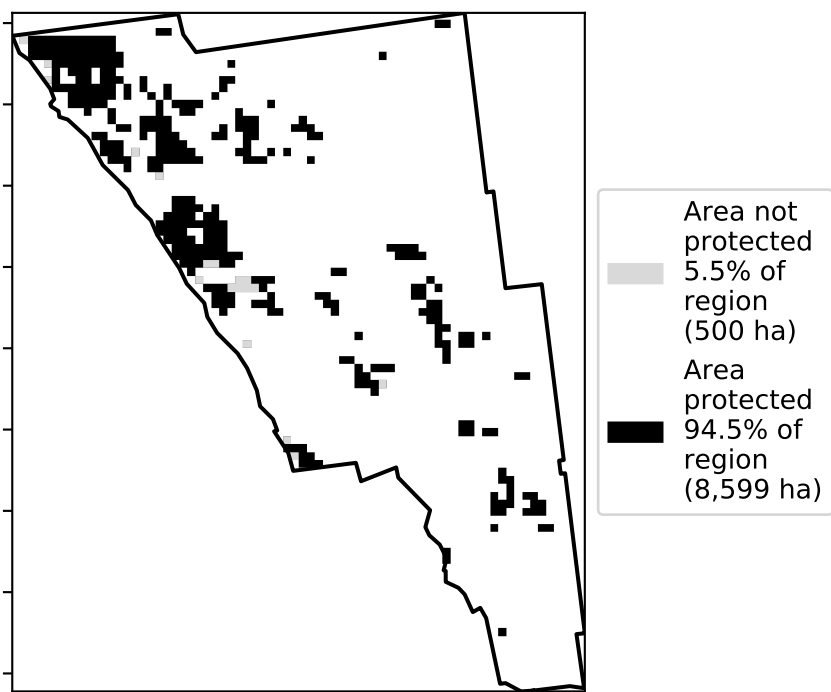 Area not
protected
5.5% of
region
(500 ha)
Area
protected
94.5% of
region
(8,599 ha)